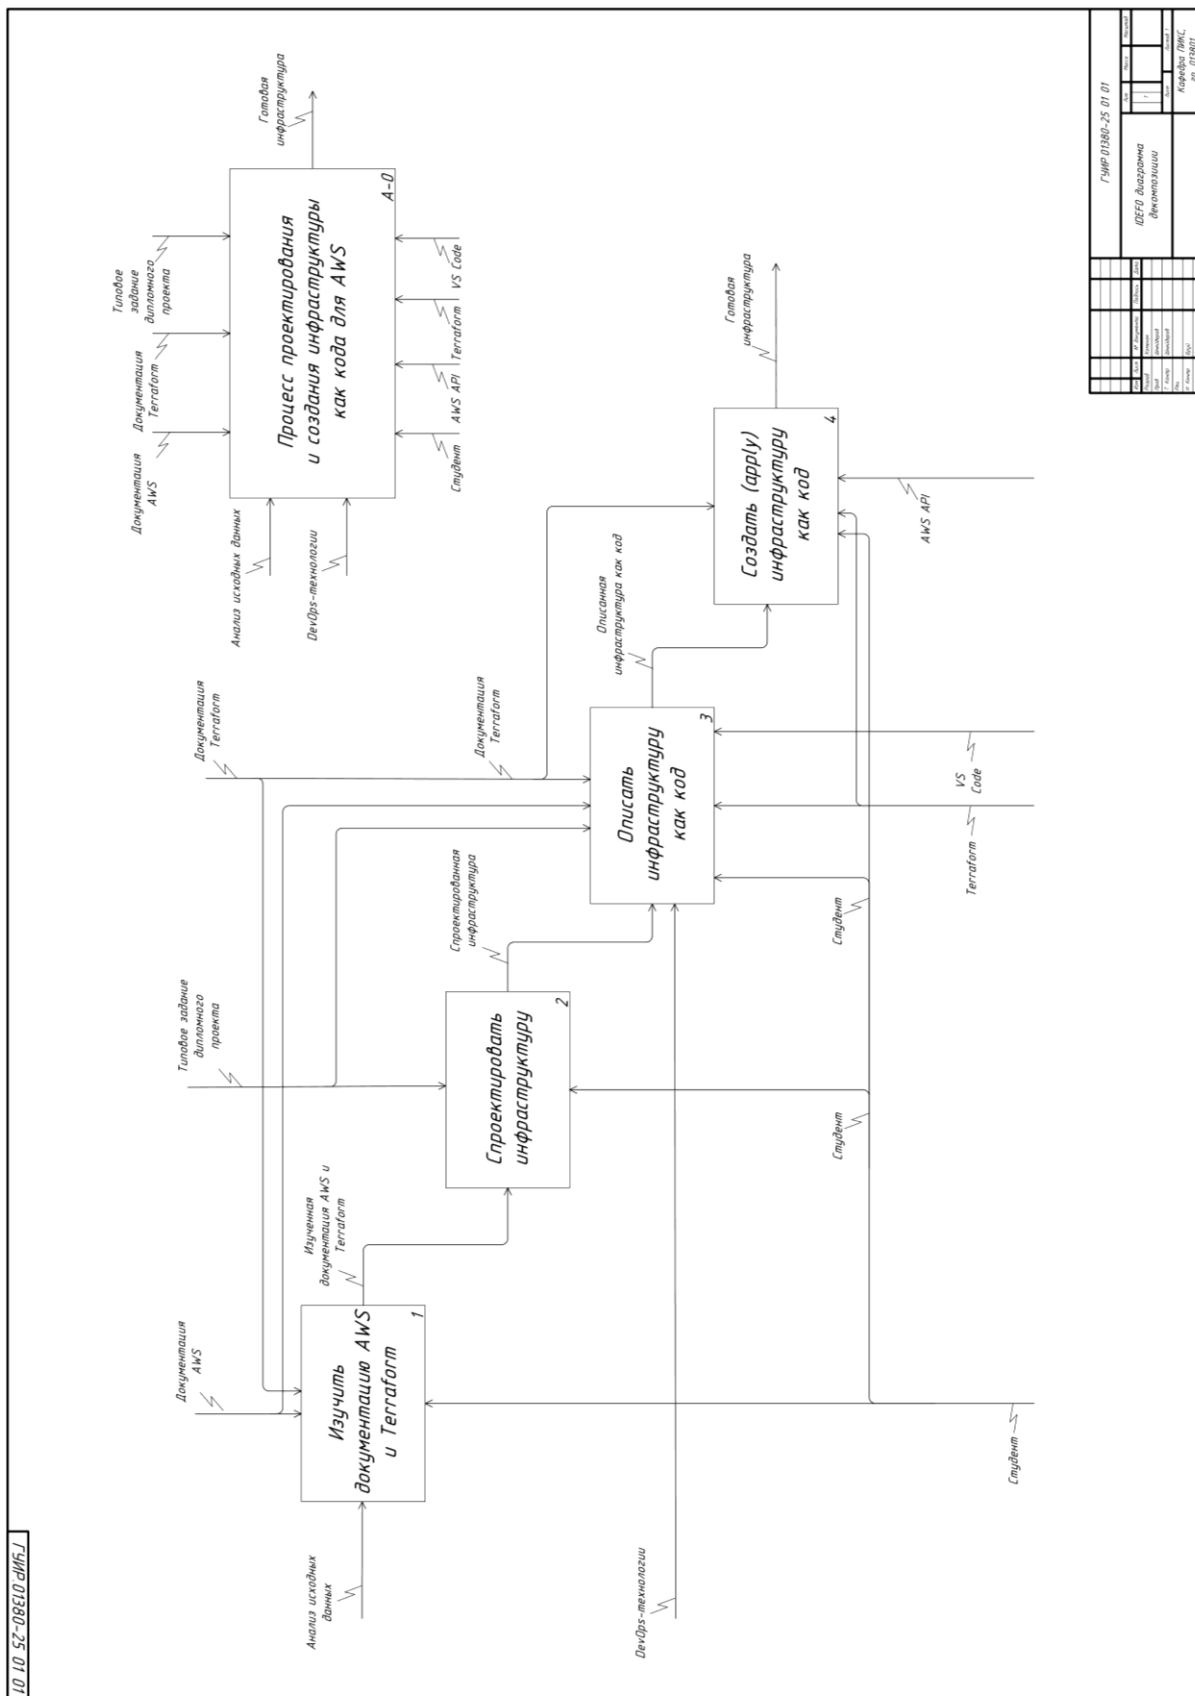 ГУИР 01380-25 01 01
Типовое
задание
дипломного
проекта
Документация
Terraform
Документация
AWS
Анализ исходных данных
DevOps-технологии
Процесс проектирования
и создания инфраструктуры
как кода для AWS
A-0
Готовая
инфраструктура
Студент
AWS API
Terraform
VS Code
Документация
AWS
Типовое задание
дипломного
проекта
Документация
Terraform
Документация
Terraform
Анализ исходных
данных
Изучить
документацию AWS
и Terraform
1
Изученная
документация AWS и
Terraform
Спроектировать
инфраструктуру
2
Спроектированная
инфраструктура
Описать
инфраструктуру
как код
3
Описанная
инфраструктура как код
Создать (apply)
инфраструктуру
как код
4
Готовая
инфраструктура
DevOps-технологии
Студент
Студент
Студент
Terraform
VS
Code
AWS API
ГУИР 01380-25 01 01
IDEF0 диаграмма
декомпозиции
Кафедра ПИКС,
гр. 013801